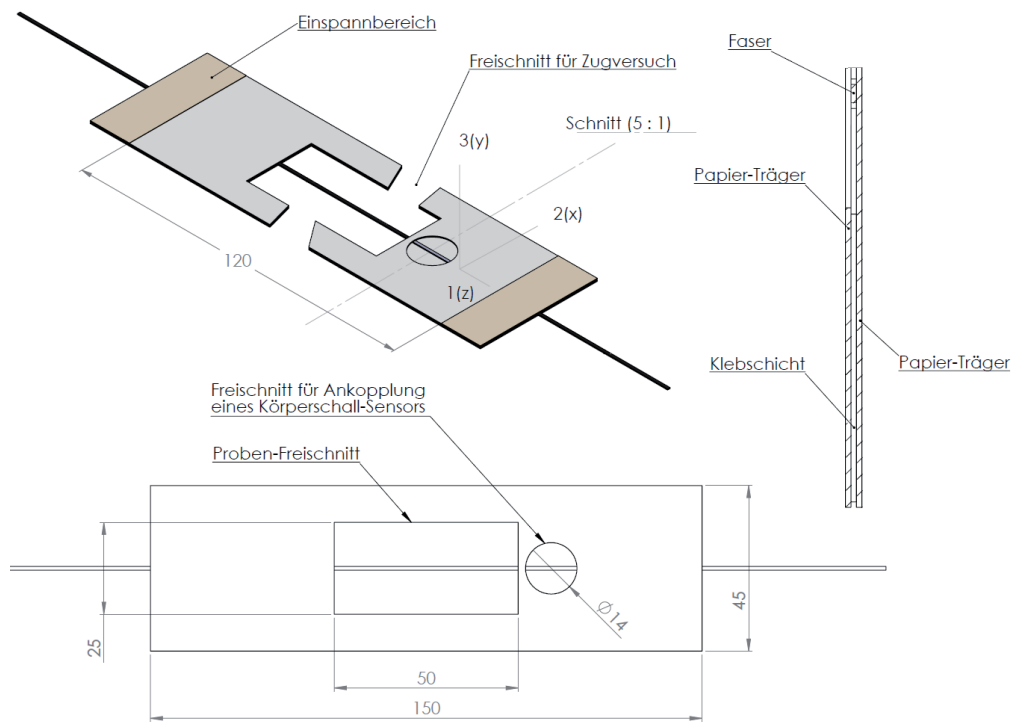 Einspannbereich
Freischnitt für Zugversuch
Schnitt (5 : 1)
3(y)
2(x)
1(z)
120
Faser
Papier-Träger
Klebschicht
Papier-Träger
Freischnitt für Ankopplung
eines Körperschall-Sensors
Proben-Freischnitt
Ø14
25
45
50
150